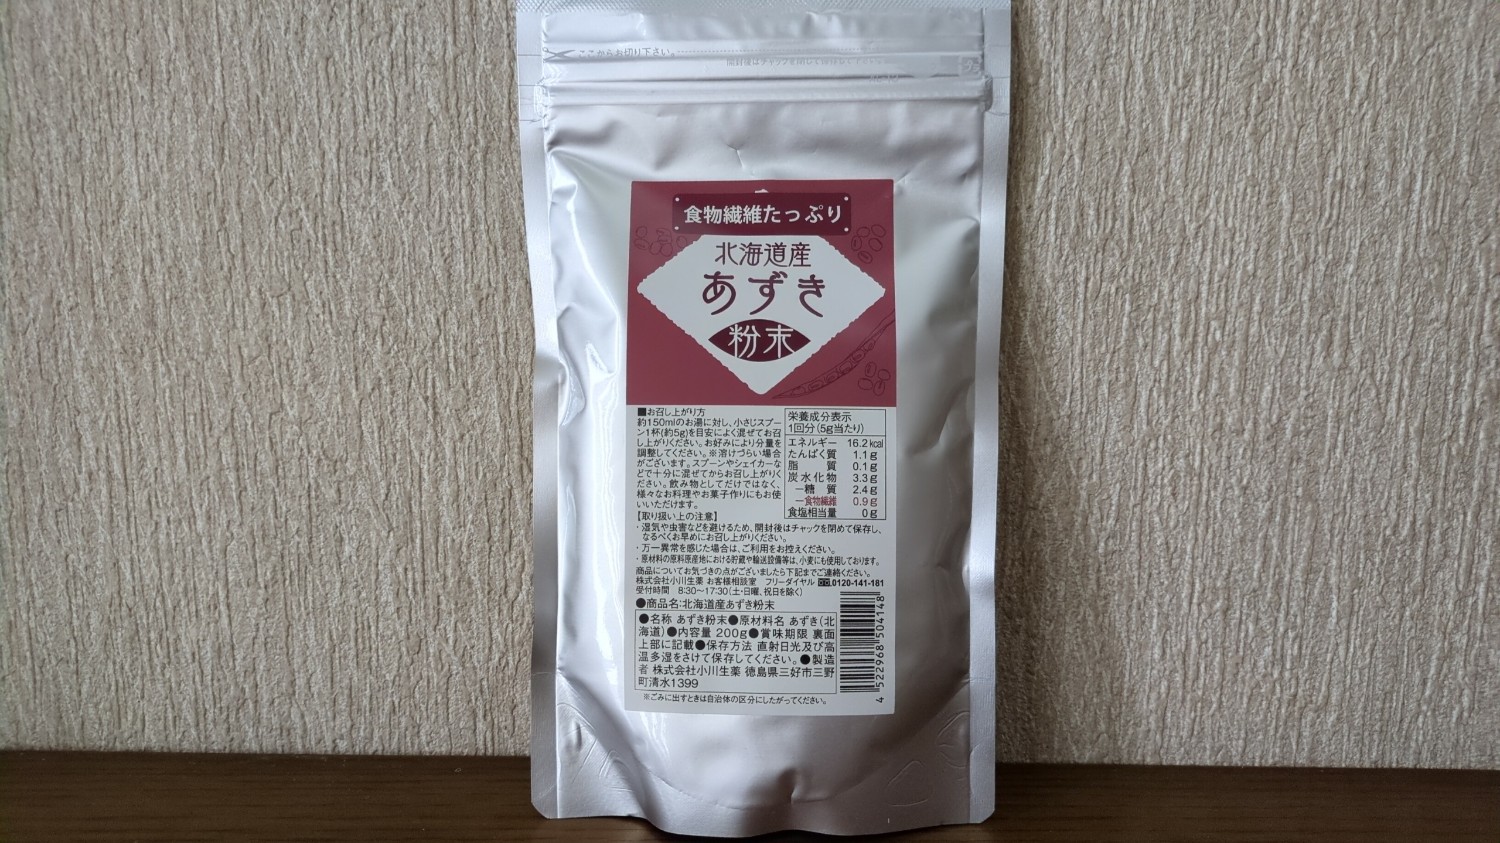 ここからお切り下さい。
食物繊維たっぷり
北海道産
あずき
粉末
■お召し上がり方
約150mlのお湯に対し、小さじスプー
ン1杯(約5g)を目安によく混ぜてお召
し上がりください。お好みにより分量を
調整してください。※溶けづらい場合
がございます。スプーンやシェイカーな
どで十分に混ぜてからお召し上がりく
ださい。飲み物としてだけではなく、
様々なお料理やお菓子作りにもお使
いいただけます。
栄養成分表示
1回分(5g当たり)
エネルギー 16.2kcal
たんぱく質 1.1g
脂 質 0.1g
炭水化物 3.3g
－糖 質 2.4g
－食物繊維 0.9g
食塩相当量 0g
【取り扱い上の注意】
・湿気や虫害などを避けるため、開封後はチャックを閉めて保存し、
なるべくお早めにお召し上がりください。
・万一異常を感じた場合は、ご利用をお控えください。
・原材料の原料原産地における貯蔵や輸送設備等は、小麦にも使用しております。
商品についてお気づきの点がございましたら下記までご連絡ください。
株式会社小川生薬 お客様相談室 フリーダイヤル 0120-141-181
受付時間 8:30～17:30(土・日曜、祝日を除く)
●商品名:北海道産あずき粉末
●名称 あずき粉末●原材料名 あずき(北
海道)●内容量 200g●賞味期限 裏面
上部に記載●保存方法 直射日光及び高
温多湿をさけて保存してください。●製造
者 株式会社小川生薬 徳島県三好市三野
町清水1399
※ごみに出すときは自治体の区分にしたがってください。
4 522968 504148